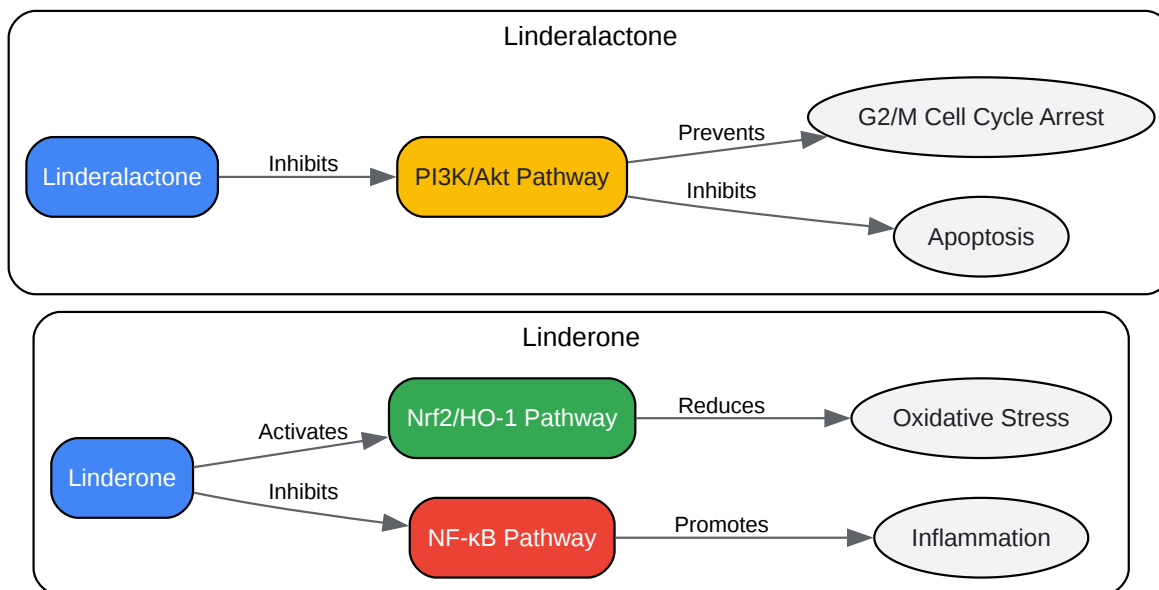 Linderalactone
Linderalactone
Inhibits
PI3K/Akt Pathway
Prevents
G2/M Cell Cycle Arrest
Inhibits
Apoptosis
Linderone
Linderone
Activates
Nrf2/HO-1 Pathway
Reduces
Oxidative Stress
Inhibits
NF-κB Pathway
Promotes
Inflammation